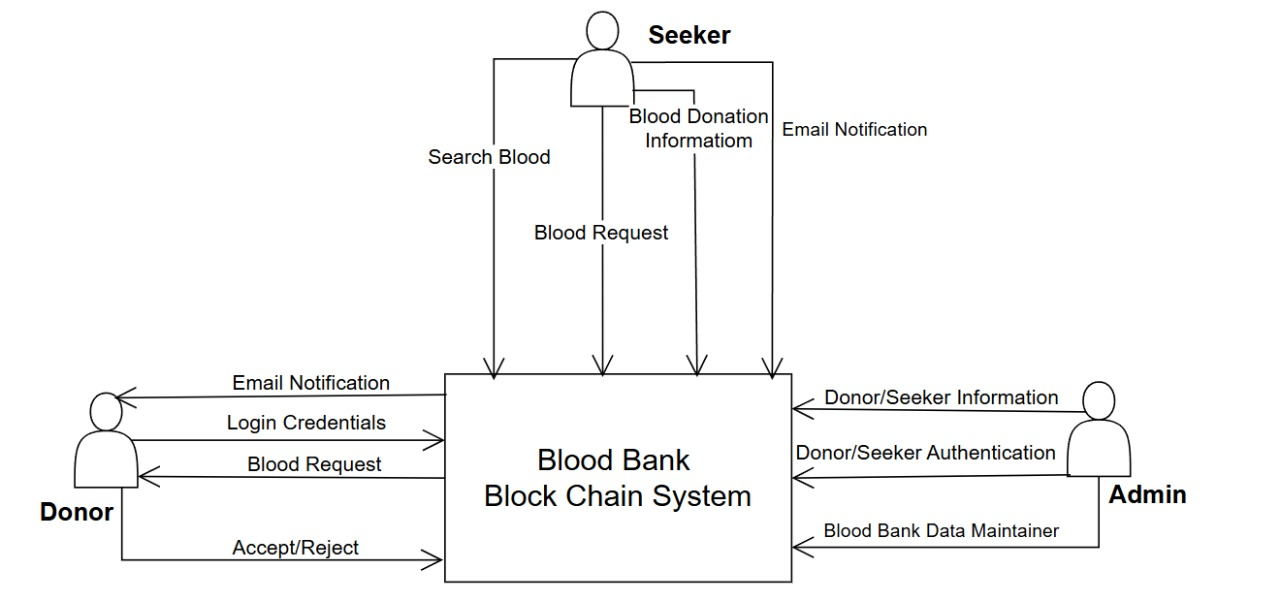 Seeker
Blood Donation
Informatiom
Email Notification
Search Blood
Blood Request
Email Notification
Login Credentials
Blood Request
Donor
Accept/Reject
Blood Bank
Block Chain System
Donor/Seeker Information
Donor/Seeker Authentication
Admin
Blood Bank Data Maintainer